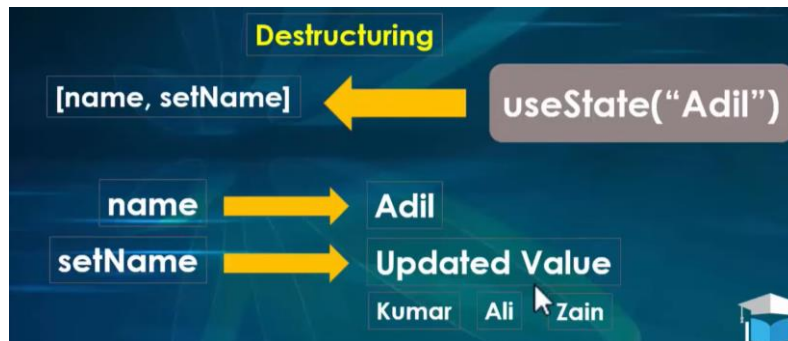 Destructuring
[name, setName] useState(“Adil”)
name Adil
setName Updated Value
Kumar Ali Zain